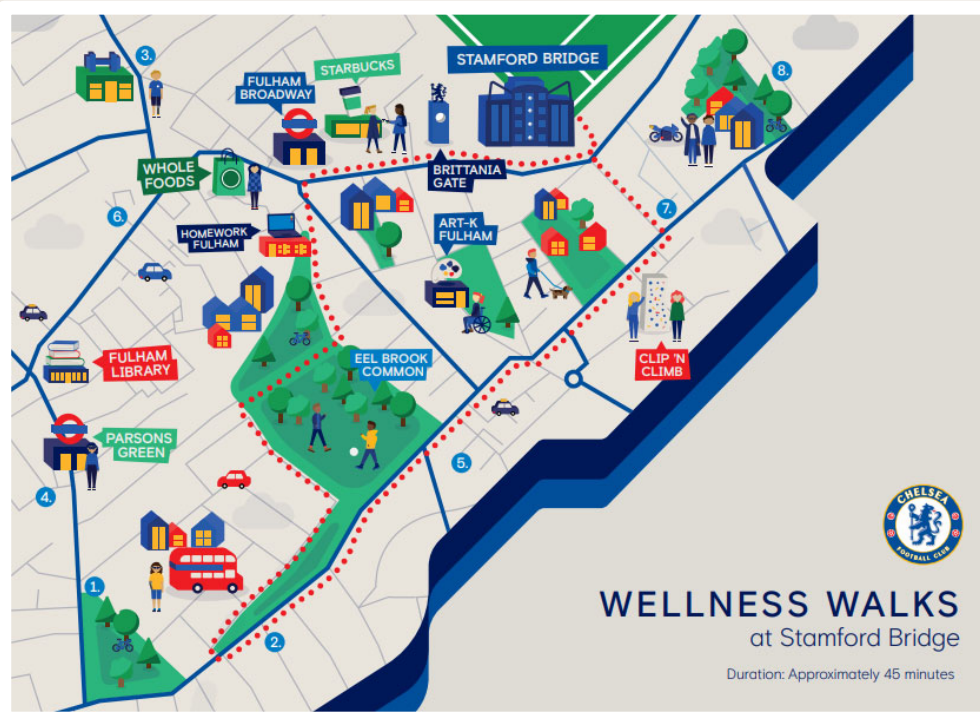 3.
FULHAM
BROADWAY
STARBUCKS
STAMFORD BRIDGE
8.
WHOLE
FOODS
BRITTANIA
GATE
6.
HOMEWORK
FULHAM
ART-K
FULHAM
7.
FULHAM
LIBRARY
EEL BROOK
COMMON
CLIP 'N
CLIMB
PARSONS
GREEN
4.
5.
CHELSEA
FOOTBALL CLUB
1.
2.
WELLNESS WALKS
at Stamford Bridge
Duration: Approximately 45 minutes